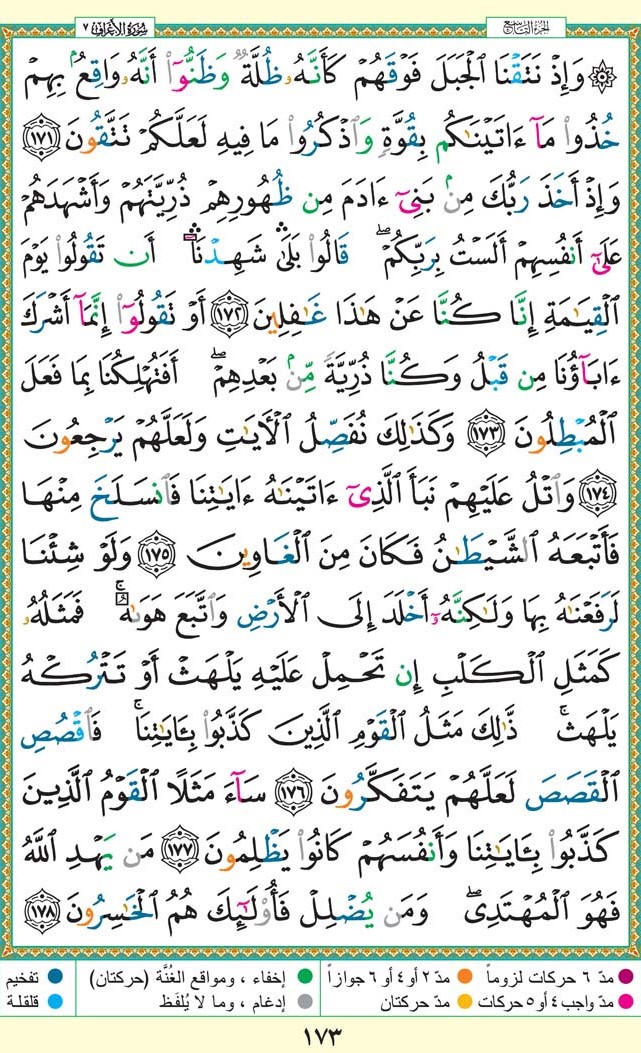 سُورَةُ الأَعْرَافِ ٧
الجزء التاسع
۞ وَإِذْ نَتَقْنَا ٱلْجَبَلَ فَوْقَهُمْ كَأَنَّهُۥ ظُلَّةٌ وَظَنُّوٓا۟ أَنَّهُۥ وَاقِعٌۢ بِهِمْ
خُذُوا۟ مَآ ءَاتَيْنَـٰكُم بِقُوَّةٍ وَٱذْكُرُوا۟ مَا فِيهِ لَعَلَّكُمْ تَتَّقُونَ ١٧١
وَإِذْ أَخَذَ رَبُّكَ مِنۢ بَنِىٓ ءَادَمَ مِن ظُهُورِهِمْ ذُرِّيَّتَهُمْ وَأَشْهَدَهُمْ
عَلَىٰٓ أَنفُسِهِمْ أَلَسْتُ بِرَبِّكُمْ ۖ قَالُوا۟ بَلَىٰ ۛ شَهِدْنَآ ۛ أَن تَقُولُوا۟ يَوْمَ
ٱلْقِيَـٰمَةِ إِنَّا كُنَّا عَنْ هَـٰذَا غَـٰفِلِينَ ١٧٢ أَوْ تَقُولُوٓا۟ إِنَّمَآ أَشْرَكَ
ءَابَآؤُنَا مِن قَبْلُ وَكُنَّا ذُرِّيَّةً مِّنۢ بَعْدِهِمْ ۖ أَفَتُهْلِكُنَا بِمَا فَعَلَ
ٱلْمُبْطِلُونَ ١٧٣ وَكَذَٰلِكَ نُفَصِّلُ ٱلْـَٔايَـٰتِ وَلَعَلَّهُمْ يَرْجِعُونَ
١٧٤ وَٱتْلُ عَلَيْهِمْ نَبَأَ ٱلَّذِىٓ ءَاتَيْنَـٰهُ ءَايَـٰتِنَا فَٱنسَلَخَ مِنْهَا
فَأَتْبَعَهُ ٱلشَّيْطَـٰنُ فَكَانَ مِنَ ٱلْغَاوِينَ ١٧٥ وَلَوْ شِئْنَا
لَرَفَعْنَـٰهُ بِهَا وَلَـٰكِنَّهُۥٓ أَخْلَدَ إِلَى ٱلْأَرْضِ وَٱتَّبَعَ هَوَىٰهُ ۚ فَمَثَلُهُۥ
كَمَثَلِ ٱلْكَلْبِ إِن تَحْمِلْ عَلَيْهِ يَلْهَثْ أَوْ تَتْرُكْهُ
يَلْهَث ۚ ذَّٰلِكَ مَثَلُ ٱلْقَوْمِ ٱلَّذِينَ كَذَّبُوا۟ بِـَٔايَـٰتِنَا ۚ فَٱقْصُصِ
ٱلْقَصَصَ لَعَلَّهُمْ يَتَفَكَّرُونَ ١٧٦ سَآءَ مَثَلًا ٱلْقَوْمُ ٱلَّذِينَ
كَذَّبُوا۟ بِـَٔايَـٰتِنَا وَأَنفُسَهُمْ كَانُوا۟ يَظْلِمُونَ ١٧٧ مَن يَهْدِ ٱللَّهُ
فَهُوَ ٱلْمُهْتَدِى ۖ وَمَن يُضْلِلْ فَأُو۟لَـٰٓئِكَ هُمُ ٱلْخَـٰسِرُونَ ١٧٨
مدّ ٦ حركات لزوماً مدّ ٢ أو ٤ أو ٦ جوازاً إخفاء ، ومواقع الغُنَّة (حركتان) تفخيم
مدّ واجب ٤ أو ٥ حركات مدّ حركتان إدغام ، وما لا يُلفَظ قلقلة
١٧٣